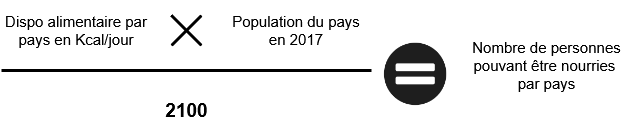 Dispo alimentaire par
pays en Kcal/jour
Population du pays
en 2017
2100
Nombre de personnes
pouvant être nourries
par pays